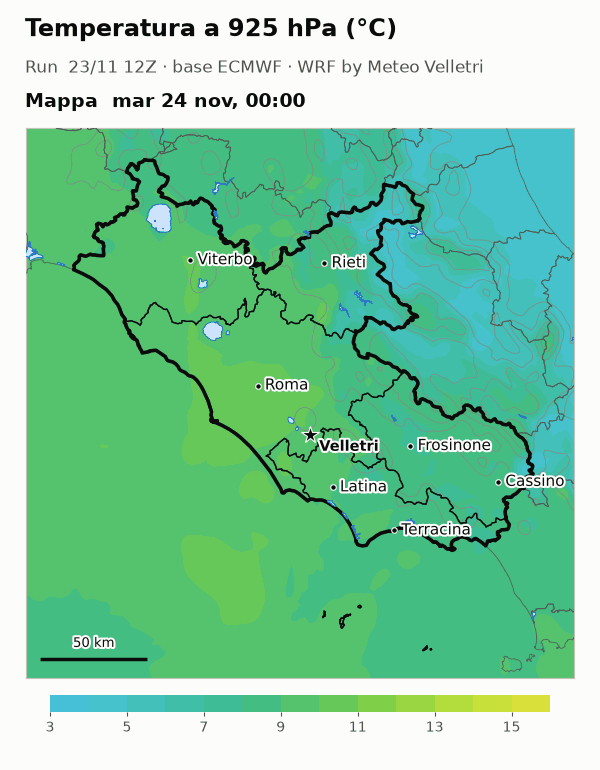 Temperatura a 925 hPa (°C)
Run  23/11 12Z · base ECMWF · WRF by Meteo Velletri
Mappa  mar 24 nov, 00:00
Viterbo
Rieti
Roma
Velletri
Frosinone
Latina
Cassino
Terracina
50 km
3 5 7 9 11 13 15